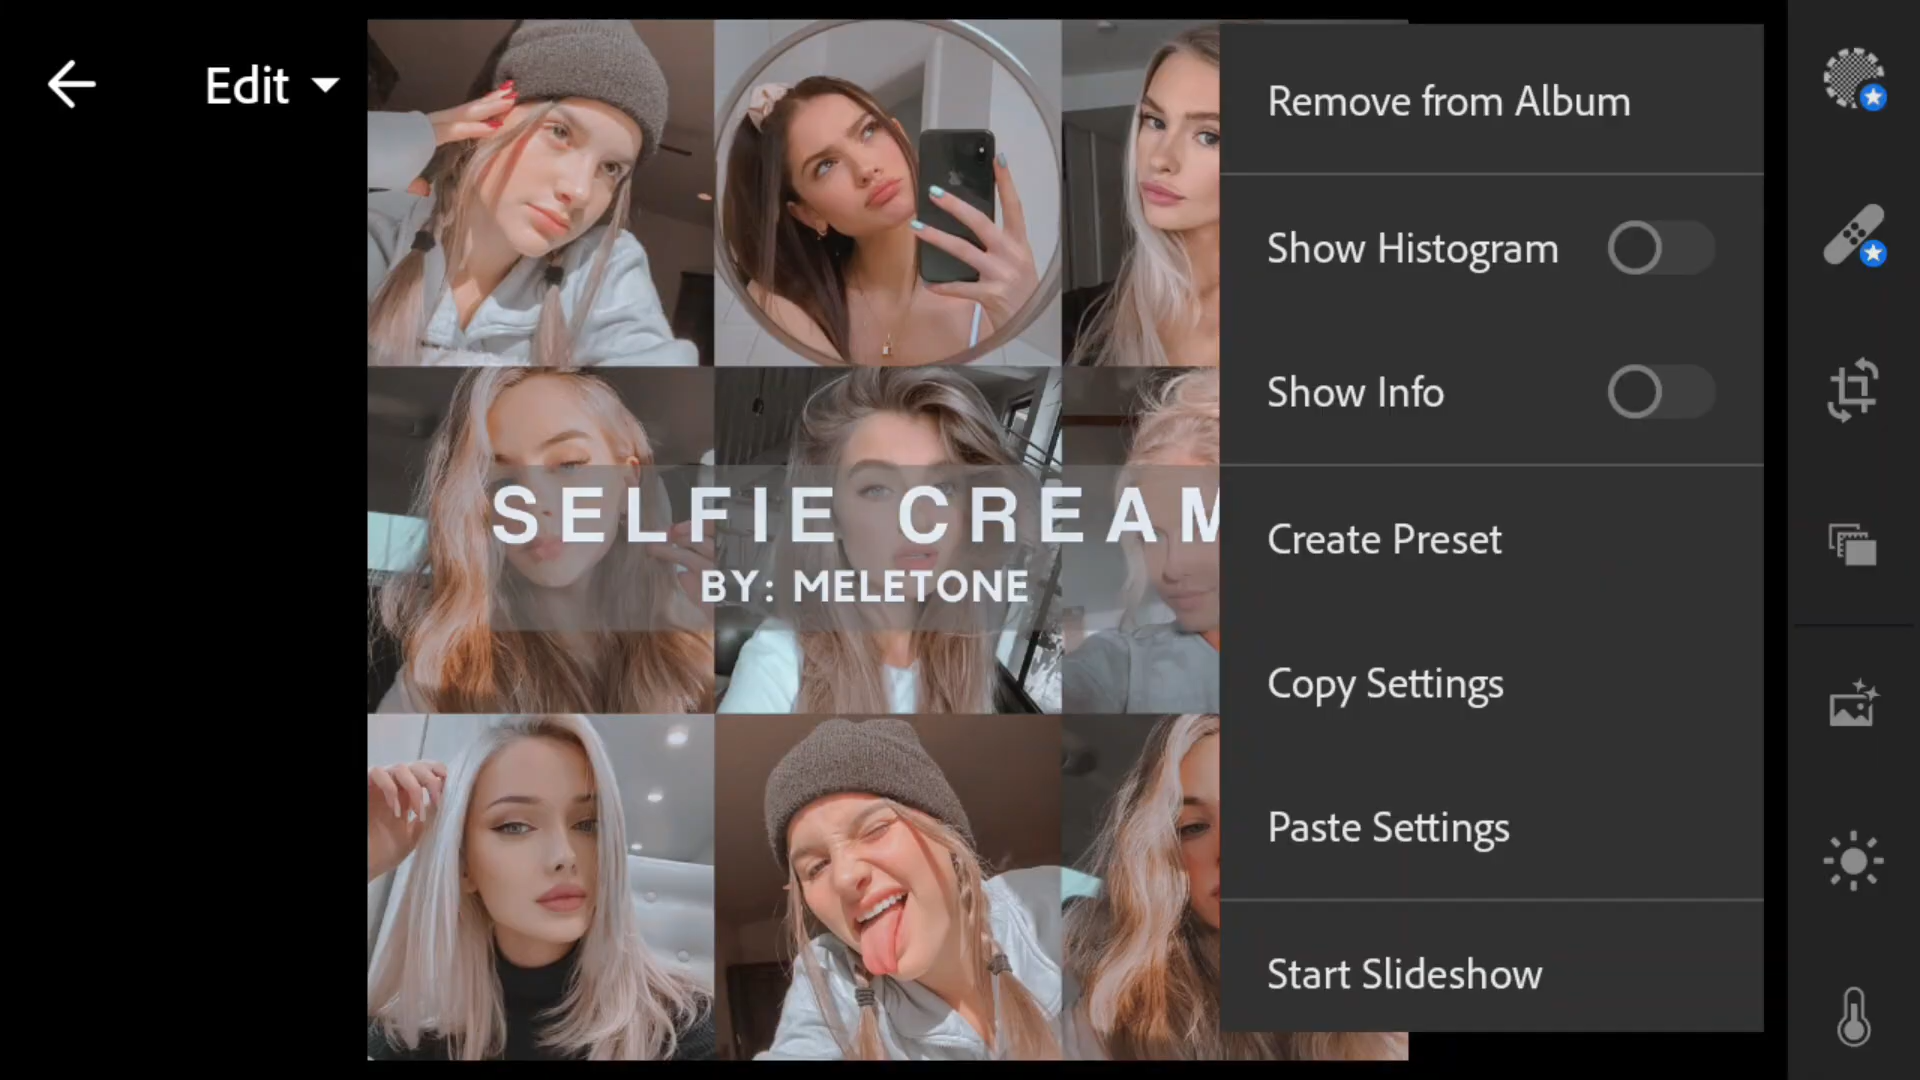 Edit
Remove from Album
Show Histogram
Show Info
SELFIE CREAM
BY: MELETONE
Create Preset
Copy Settings
Paste Settings
Start Slideshow